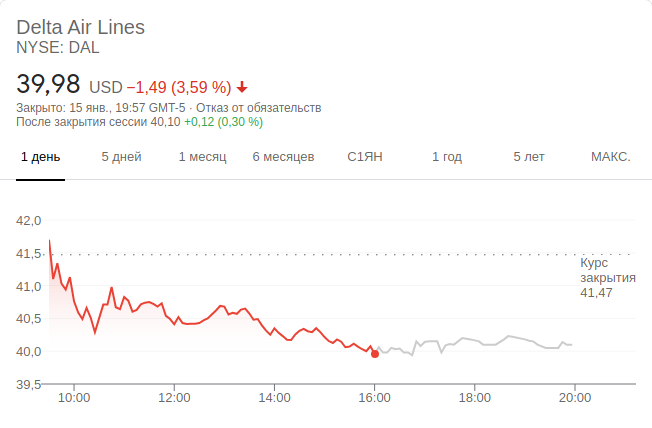 Delta Air Lines
NYSE: DAL
39,98 USD −1,49 (3,59 %)
Закрыто: 15 янв., 19:57 GMT-5 · Отказ от обязательств
После закрытия сессии 40,10 +0,12 (0,30 %)
1 день 5 дней 1 месяц 6 месяцев С1ЯН 1 год 5 лет МАКС.
42,0
41,5
Курс
закрытия
41,47
41,0
40,5
40,0
39,5
10:00 12:00 14:00 16:00 18:00 20:00